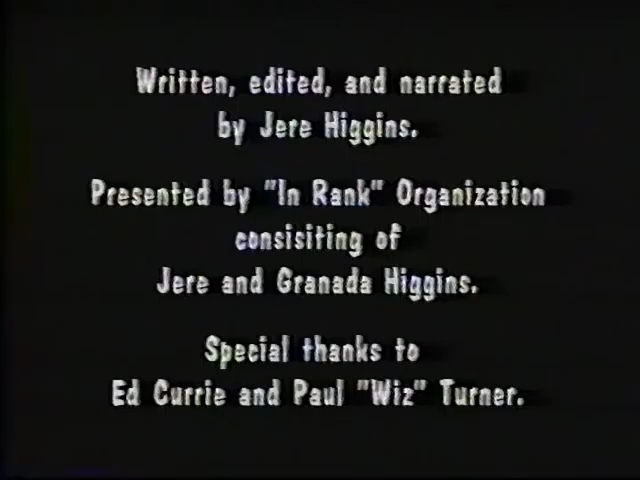 Written, edited, and narrated
by Jere Higgins.
Presented by "In Rank" Organization
consisiting of
Jere and Granada Higgins.
Special thanks to
Ed Currie and Paul "Wiz" Turner.